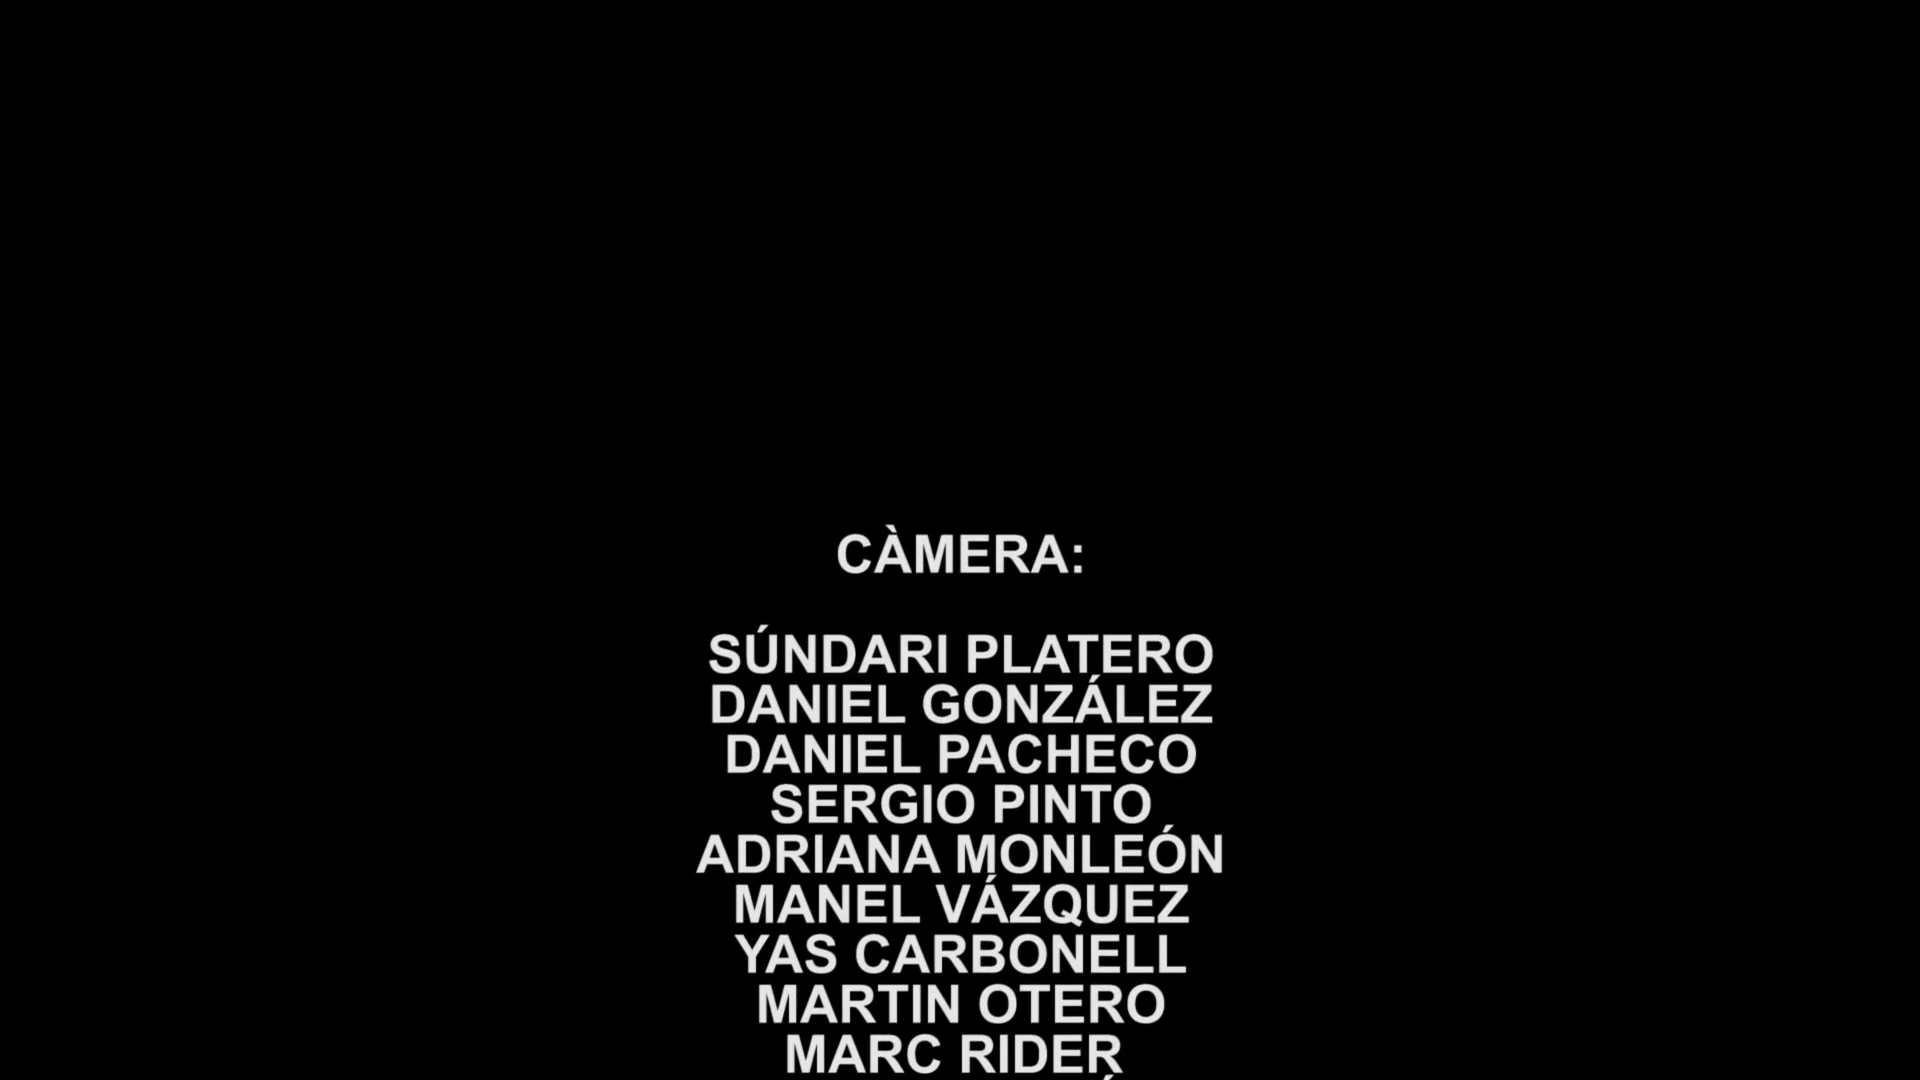 CÀMERA:
SÚNDARI PLATERO
DANIEL GONZÁLEZ
DANIEL PACHECO
SERGIO PINTO
ADRIANA MONLEÓN
MANEL VÁZQUEZ
YAS CARBONELL
MARTIN OTERO
MARC RIDER